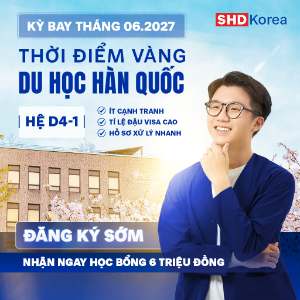 KỲ BAY THÁNG 06.2027
SHDKorea
THỜI ĐIỂM VÀNG
DU HỌC HÀN QUỐC
HỆ D4-1
ÍT CẠNH TRANH
TỈ LỆ ĐẬU VISA CAO
HỒ SƠ XỬ LÝ NHANH
ĐĂNG KÝ SỚM
NHẬN NGAY HỌC BỔNG 6 TRIỆU ĐỒNG